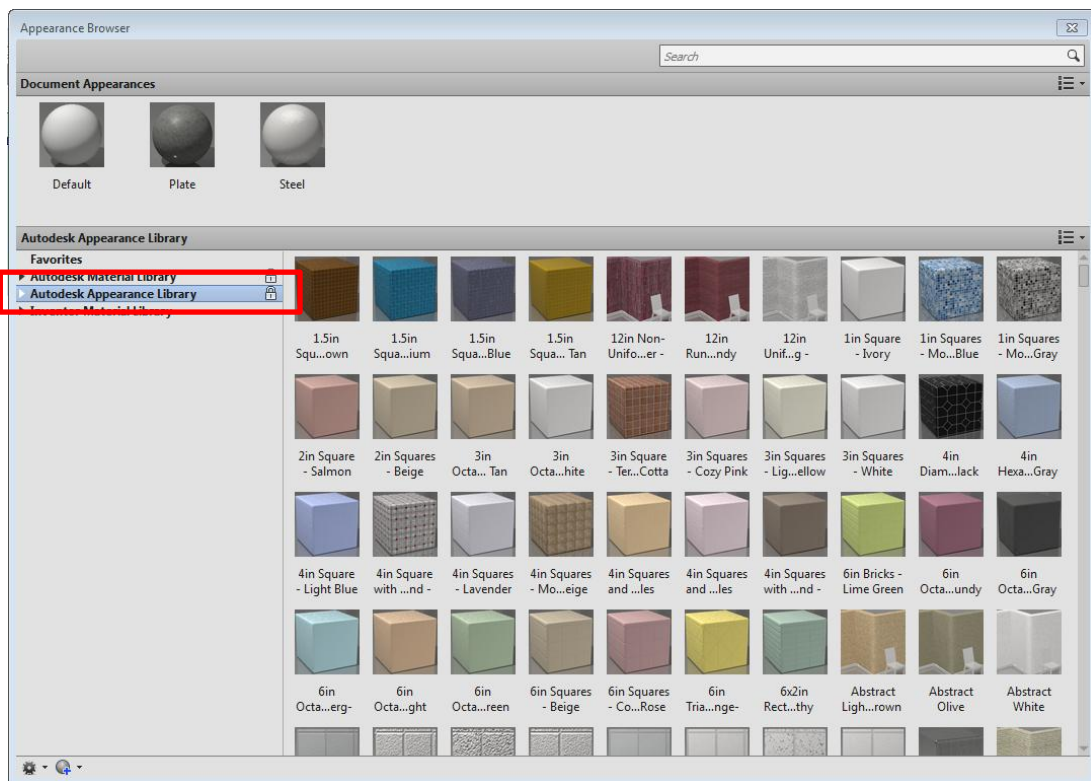 Appearance Browser
Search
Document Appearances
Default Plate Steel
Autodesk Appearance Library
Favorites
Autodesk Material Library
Autodesk Appearance Library
Inventor Material Library
1.5in 1.5in 1.5in 1.5in 12in Non- 12in 12in 1in Square 1in Squares 1in Squares
Squ...own Squa...ium Squa...Blue Squa... Tan Unifo...er - Run...ndy Unif...g - - Ivory - Mo...Blue - Mo...Gray
2in Square 2in Squares 3in 3in 3in Square 3in Squares 3in Squares 3in Squares 4in 4in
- Salmon - Beige Octa... Tan Octa...hite - Ter...Cotta - Cozy Pink - Lig...ellow - White Diam...lack Hexa...Gray
4in Square 4in Square 4in Squares 4in Squares 4in Squares 4in Squares 4in Squares 6in Bricks - 6in 6in
- Light Blue with ...nd - - Lavender - Mo...eige and ...les and ...les with ...nd - Lime Green Octa...undy Octa...Gray
6in 6in 6in 6in Squares 6in Squares 6in 6x2in Abstract Abstract Abstract
Octa...erg- Octa...ght Octa...reen - Beige - Co...Rose Tria...nge- Rect...thy Ligh...rown Olive White